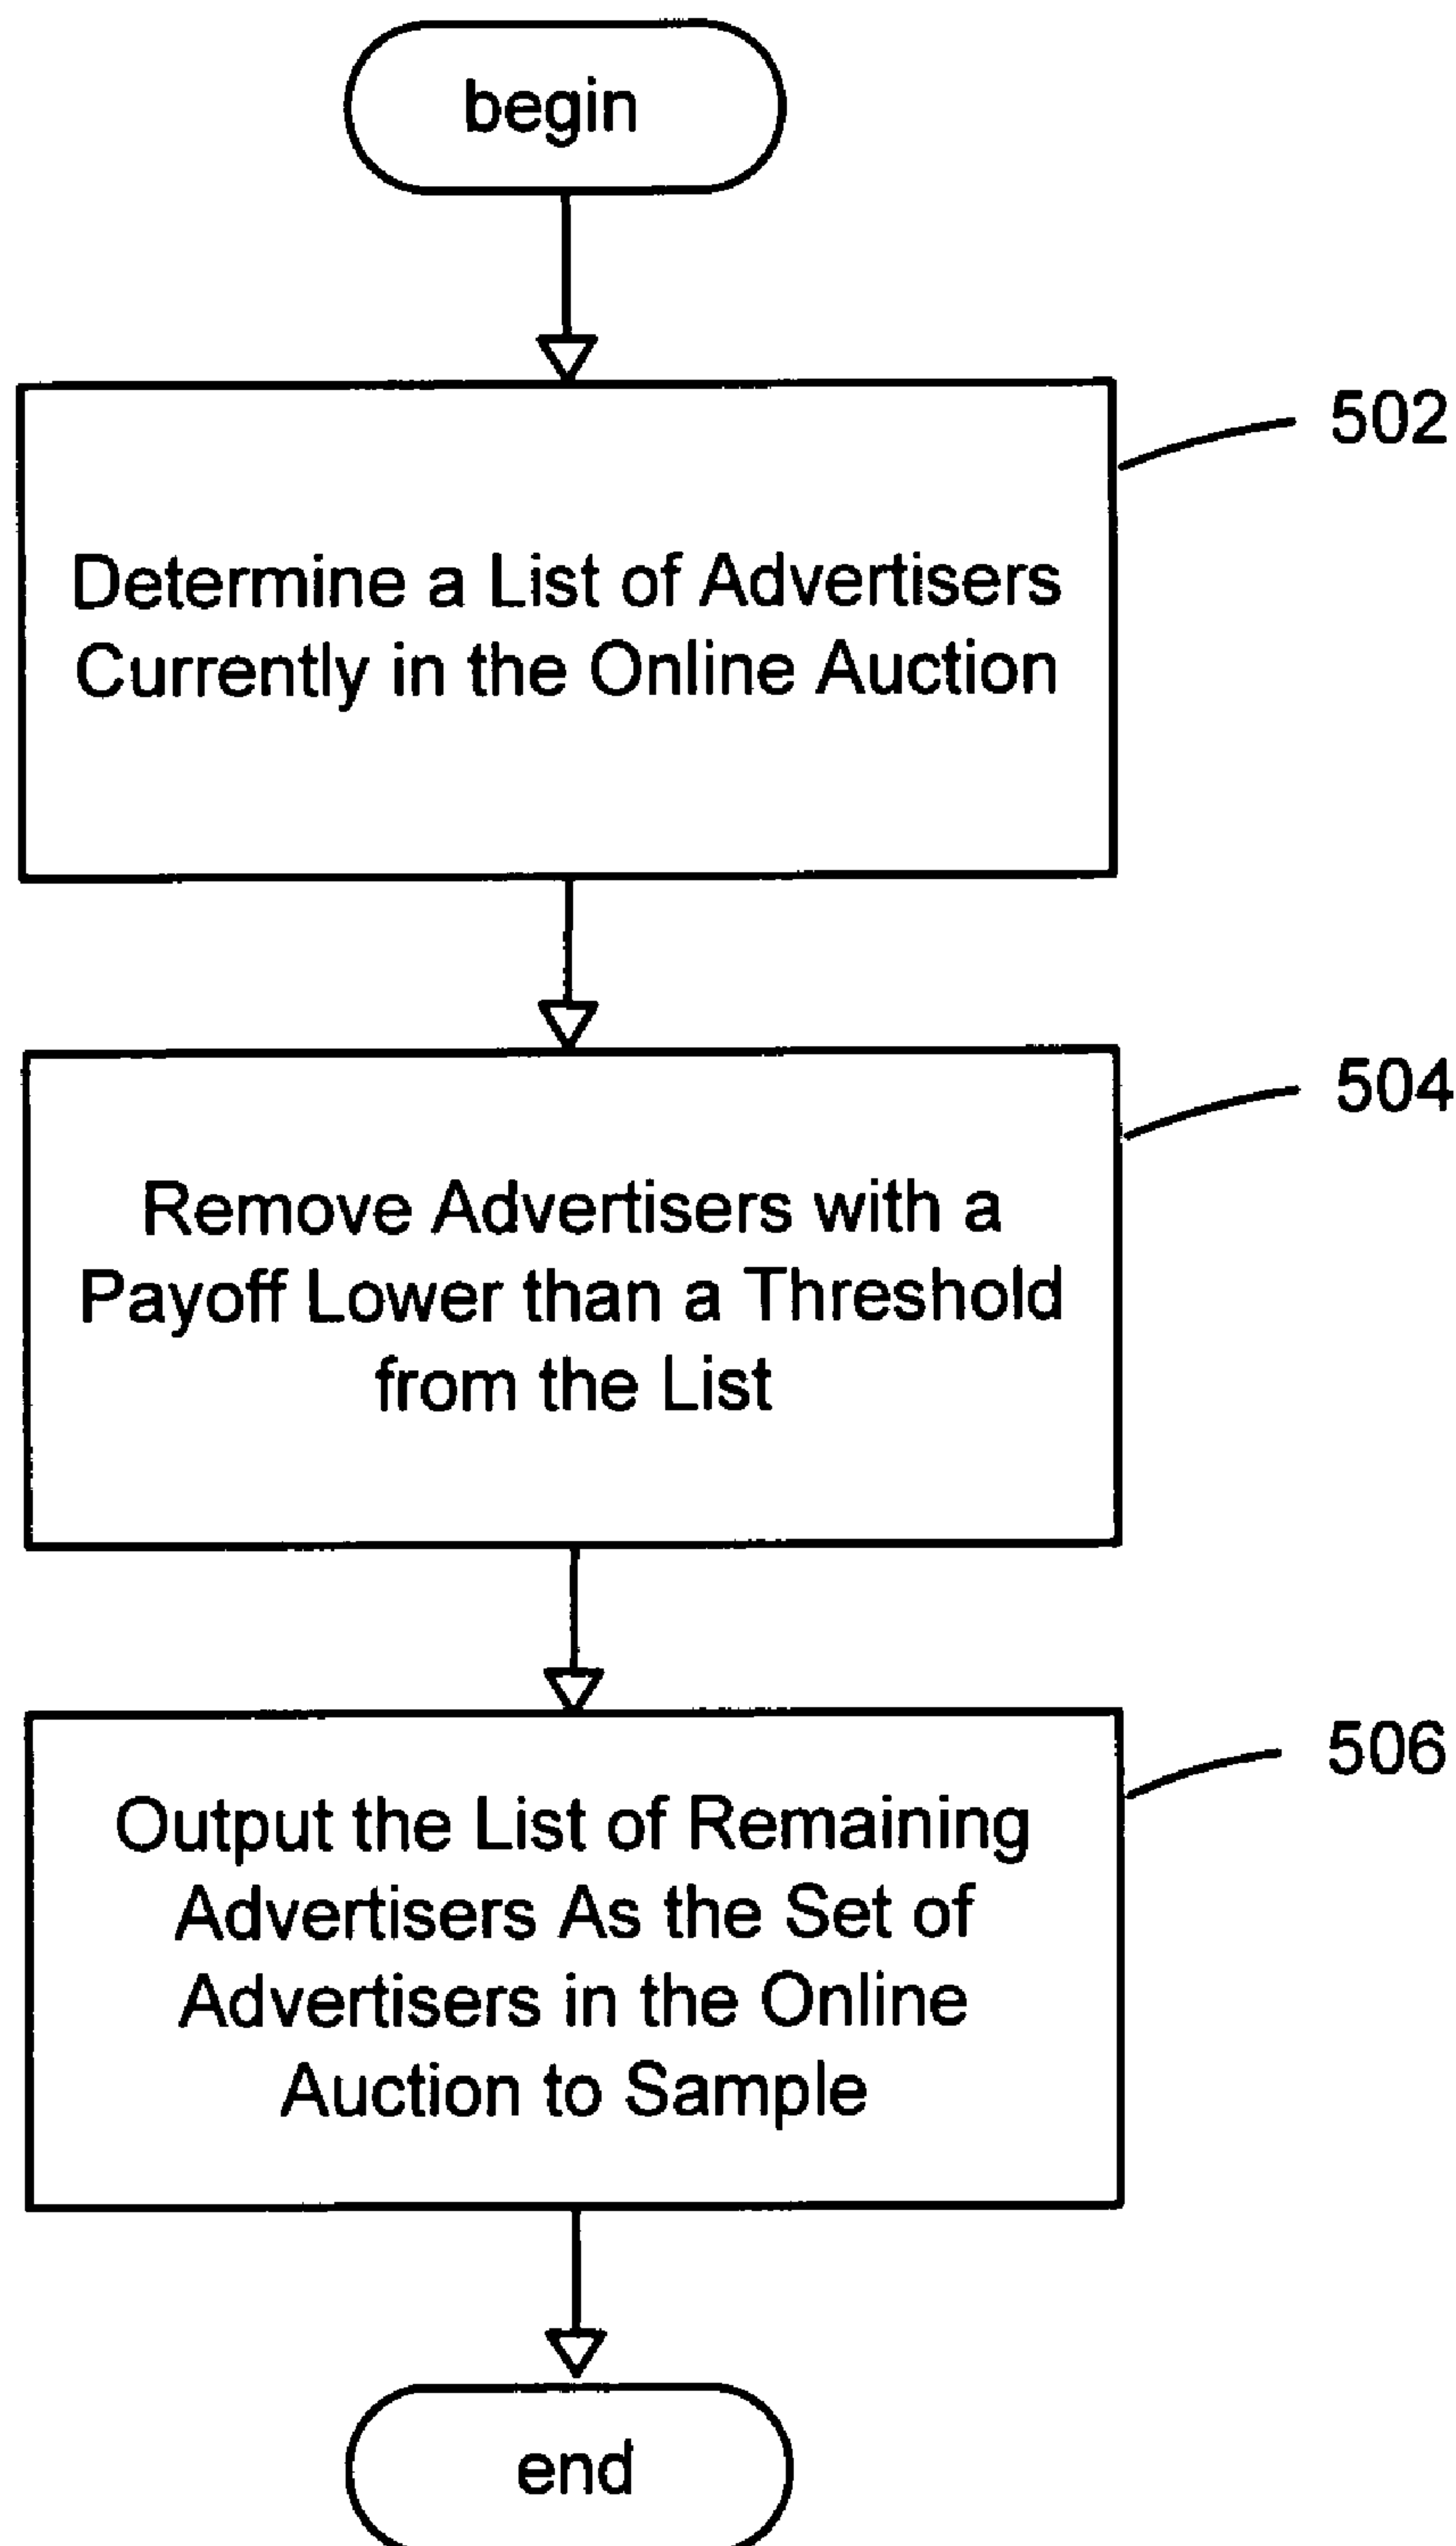 begin
502
Determine a List of Advertisers
Currently in the Online Auction
504
Remove Advertisers with a
Payoff Lower than a Threshold
from the List
506
Output the List of Remaining
Advertisers As the Set of
Advertisers in the Online
Auction to Sample
end